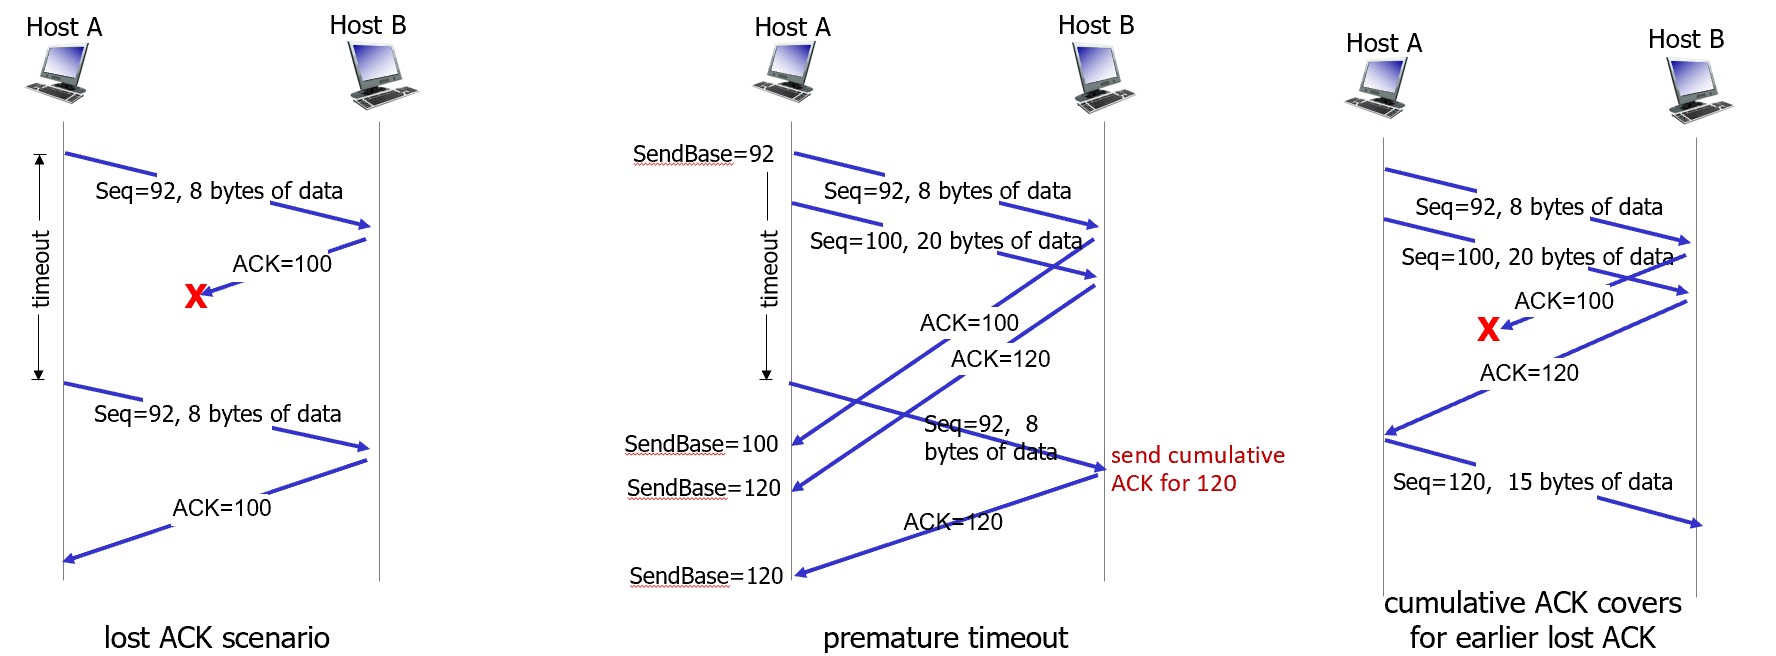 Host A
Host B
timeout
Seq=92, 8 bytes of data
ACK=100
X
Seq=92, 8 bytes of data
ACK=100
lost ACK scenario
Host A
Host B
SendBase=92
timeout
Seq=92, 8 bytes of data
Seq=100, 20 bytes of data
ACK=100
ACK=120
Seq=92,  8
bytes of data
SendBase=100
SendBase=120
send cumulative
ACK for 120
ACK=120
SendBase=120
premature timeout
Host A
Host B
Seq=92, 8 bytes of data
Seq=100, 20 bytes of data
ACK=100
X
ACK=120
Seq=120,  15 bytes of data
cumulative ACK covers
for earlier lost ACK